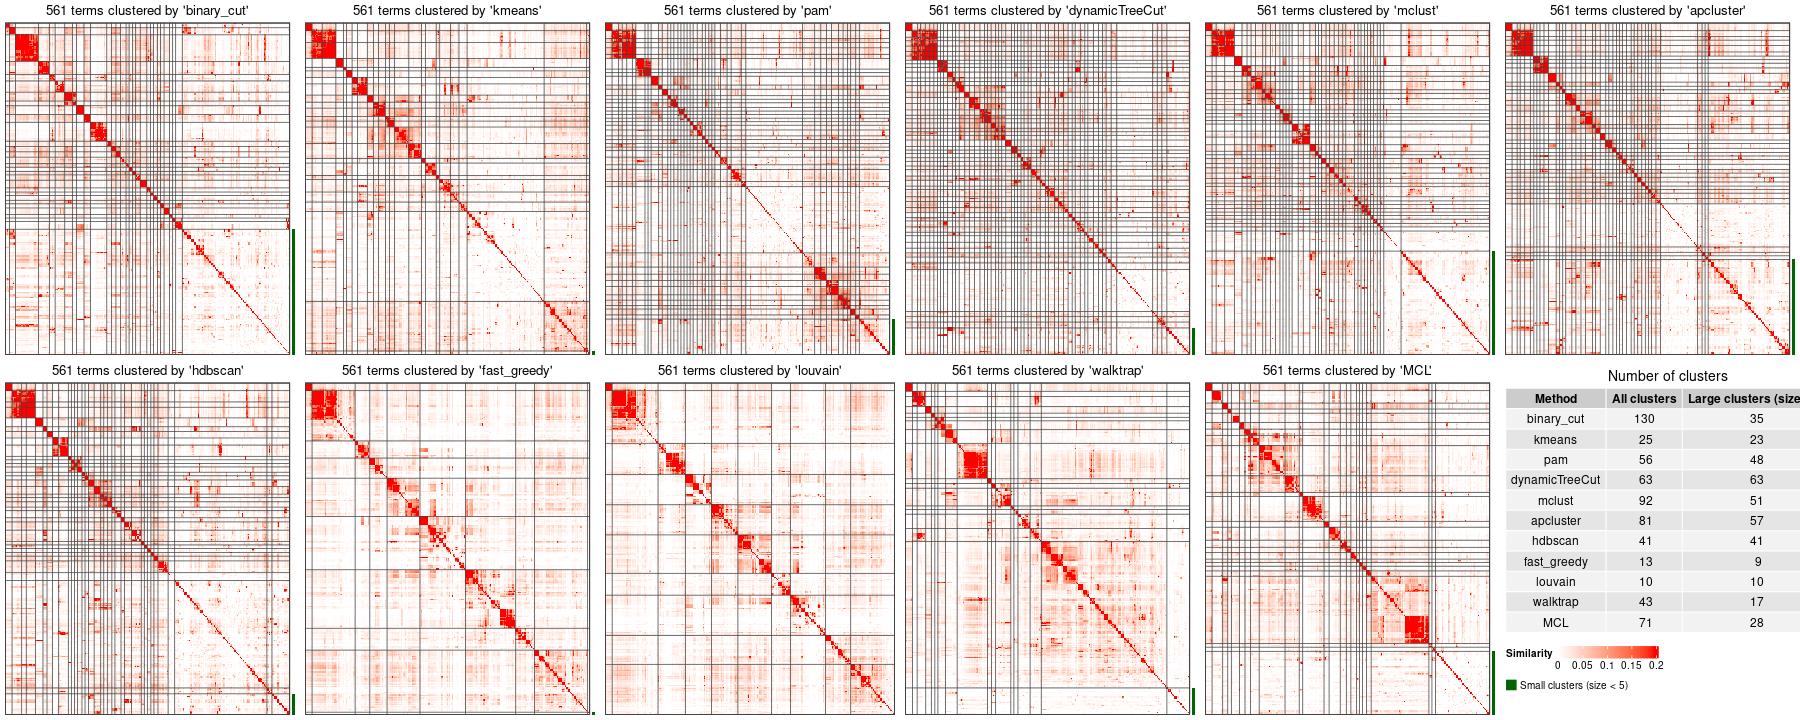 561 terms clustered by 'binary_cut'
561 terms clustered by 'kmeans'
561 terms clustered by 'pam'
561 terms clustered by 'dynamicTreeCut'
561 terms clustered by 'mclust'
561 terms clustered by 'apcluster'
561 terms clustered by 'hdbscan'
561 terms clustered by 'fast_greedy'
561 terms clustered by 'louvain'
561 terms clustered by 'walktrap'
561 terms clustered by 'MCL'
Number of clusters
Method All clusters Large clusters (size
binary_cut 130 35
kmeans 25 23
pam 56 48
dynamicTreeCut 63 63
mclust 92 51
apcluster 81 57
hdbscan 41 41
fast_greedy 13 9
louvain 10 10
walktrap 43 17
MCL 71 28
Similarity
0 0.05 0.1 0.15 0.2
Small clusters (size < 5)